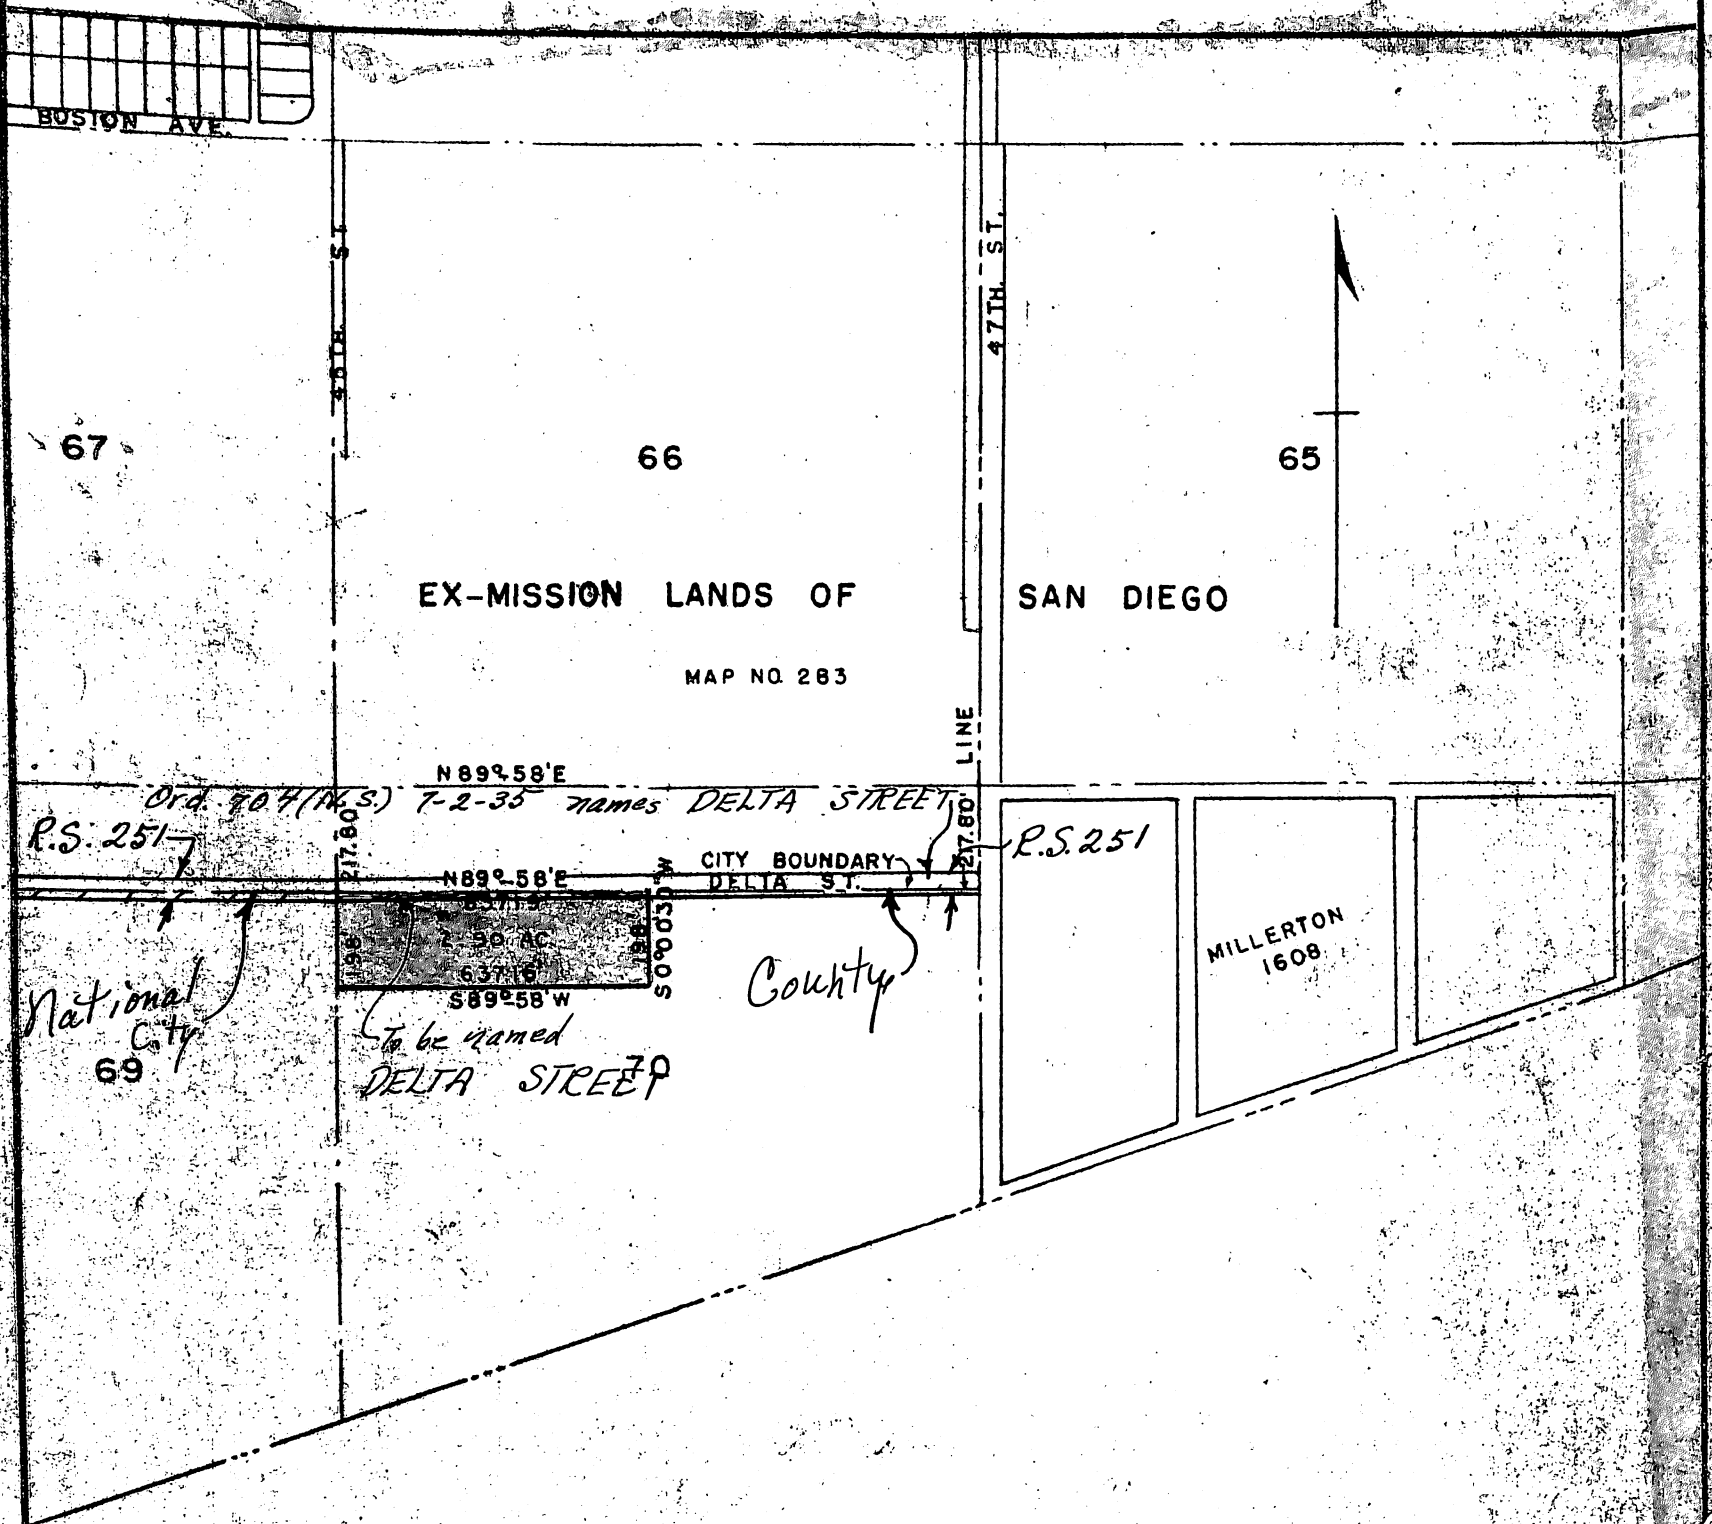 BOSTON AVE.
45TH. ST.
47TH. ST.
67
66
65
EX-MISSION LANDS OF SAN DIEGO
MAP NO. 283
LINE
N 89°-58' E
Ord. (N.S.) 7-2-35 names DELTA STREET
217.80'
217.80'
R.S. 251
R.S. 251
CITY BOUNDARY
DELTA ST.
N 89°-58' E
2.90 AC.
198'
198'
637.16'
S 0°00'30" W
S 89°-58' W
MILLERTON
1608
National
City
County
To be named
DELTA STREET
69
70